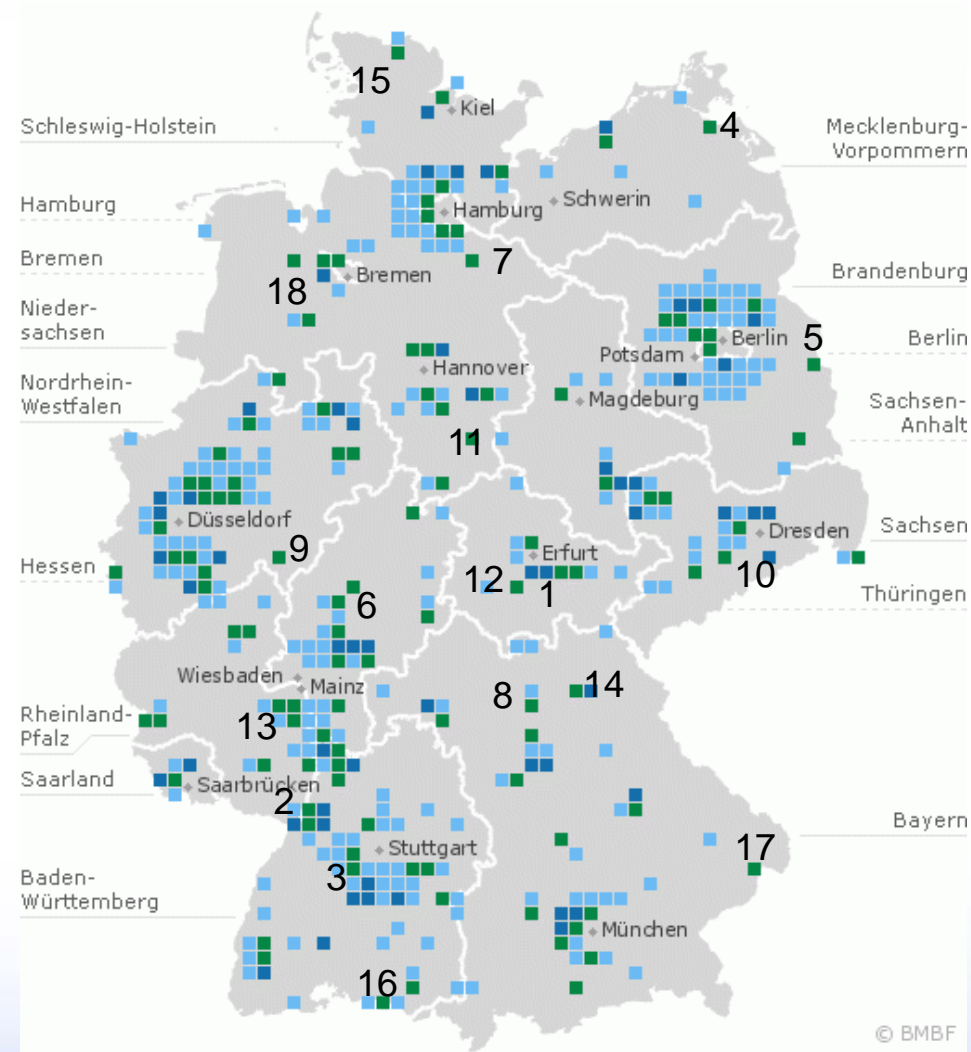 15
Kiel
Schleswig-Holstein
4
Mecklenburg-
Vorpommern
Hamburg
Schwerin
Hamburg
Bremen
7
Bremen
Brandenburg
18
Nieder-
sachsen
Berlin
5
Berlin
Potsdam
Hannover
Nordrhein-
Westfalen
Magdeburg
Sachsen-
Anhalt
11
Düsseldorf
Dresden
Sachsen
9
Erfurt
Hessen
12
1
10
Thüringen
6
Wiesbaden
Mainz
8
14
Rheinland-
Pfalz
13
Saarland
Saarbrücken
2
Bayern
Stuttgart
17
3
Baden-
Württemberg
München
16
© BMBF